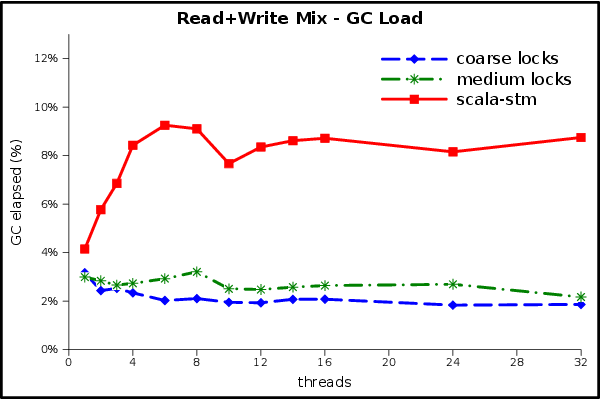 Read+Write Mix - GC Load
coarse locks
medium locks
scala-stm
12%
10%
8%
6%
4%
2%
0%
GC elapsed (%)
0 4 8 12 16 20 24 28 32
threads